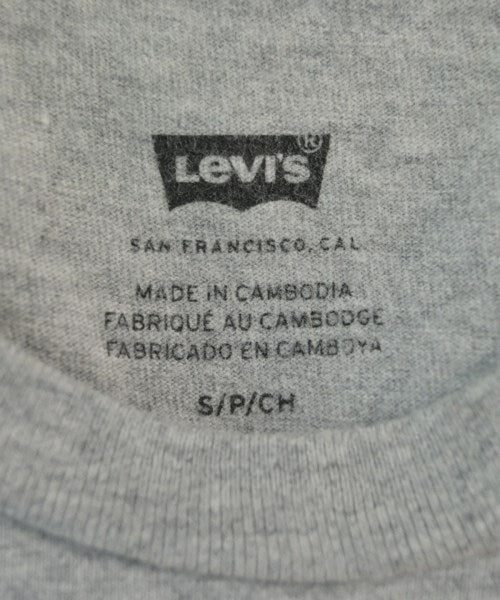 LEVI'S®
SAN FRANCISCO, CAL
MADE IN CAMBODIA
FABRIQUÉ AU CAMBODGE
FABRICADO EN CAMBOYA
S/P/CH